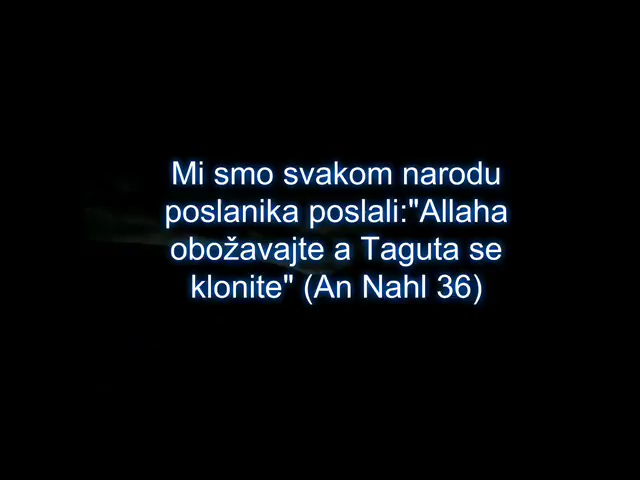 Mi smo svakom narodu
poslanika poslali:"Allaha
obožavajte a Taguta se
klonite" (An Nahl 36)